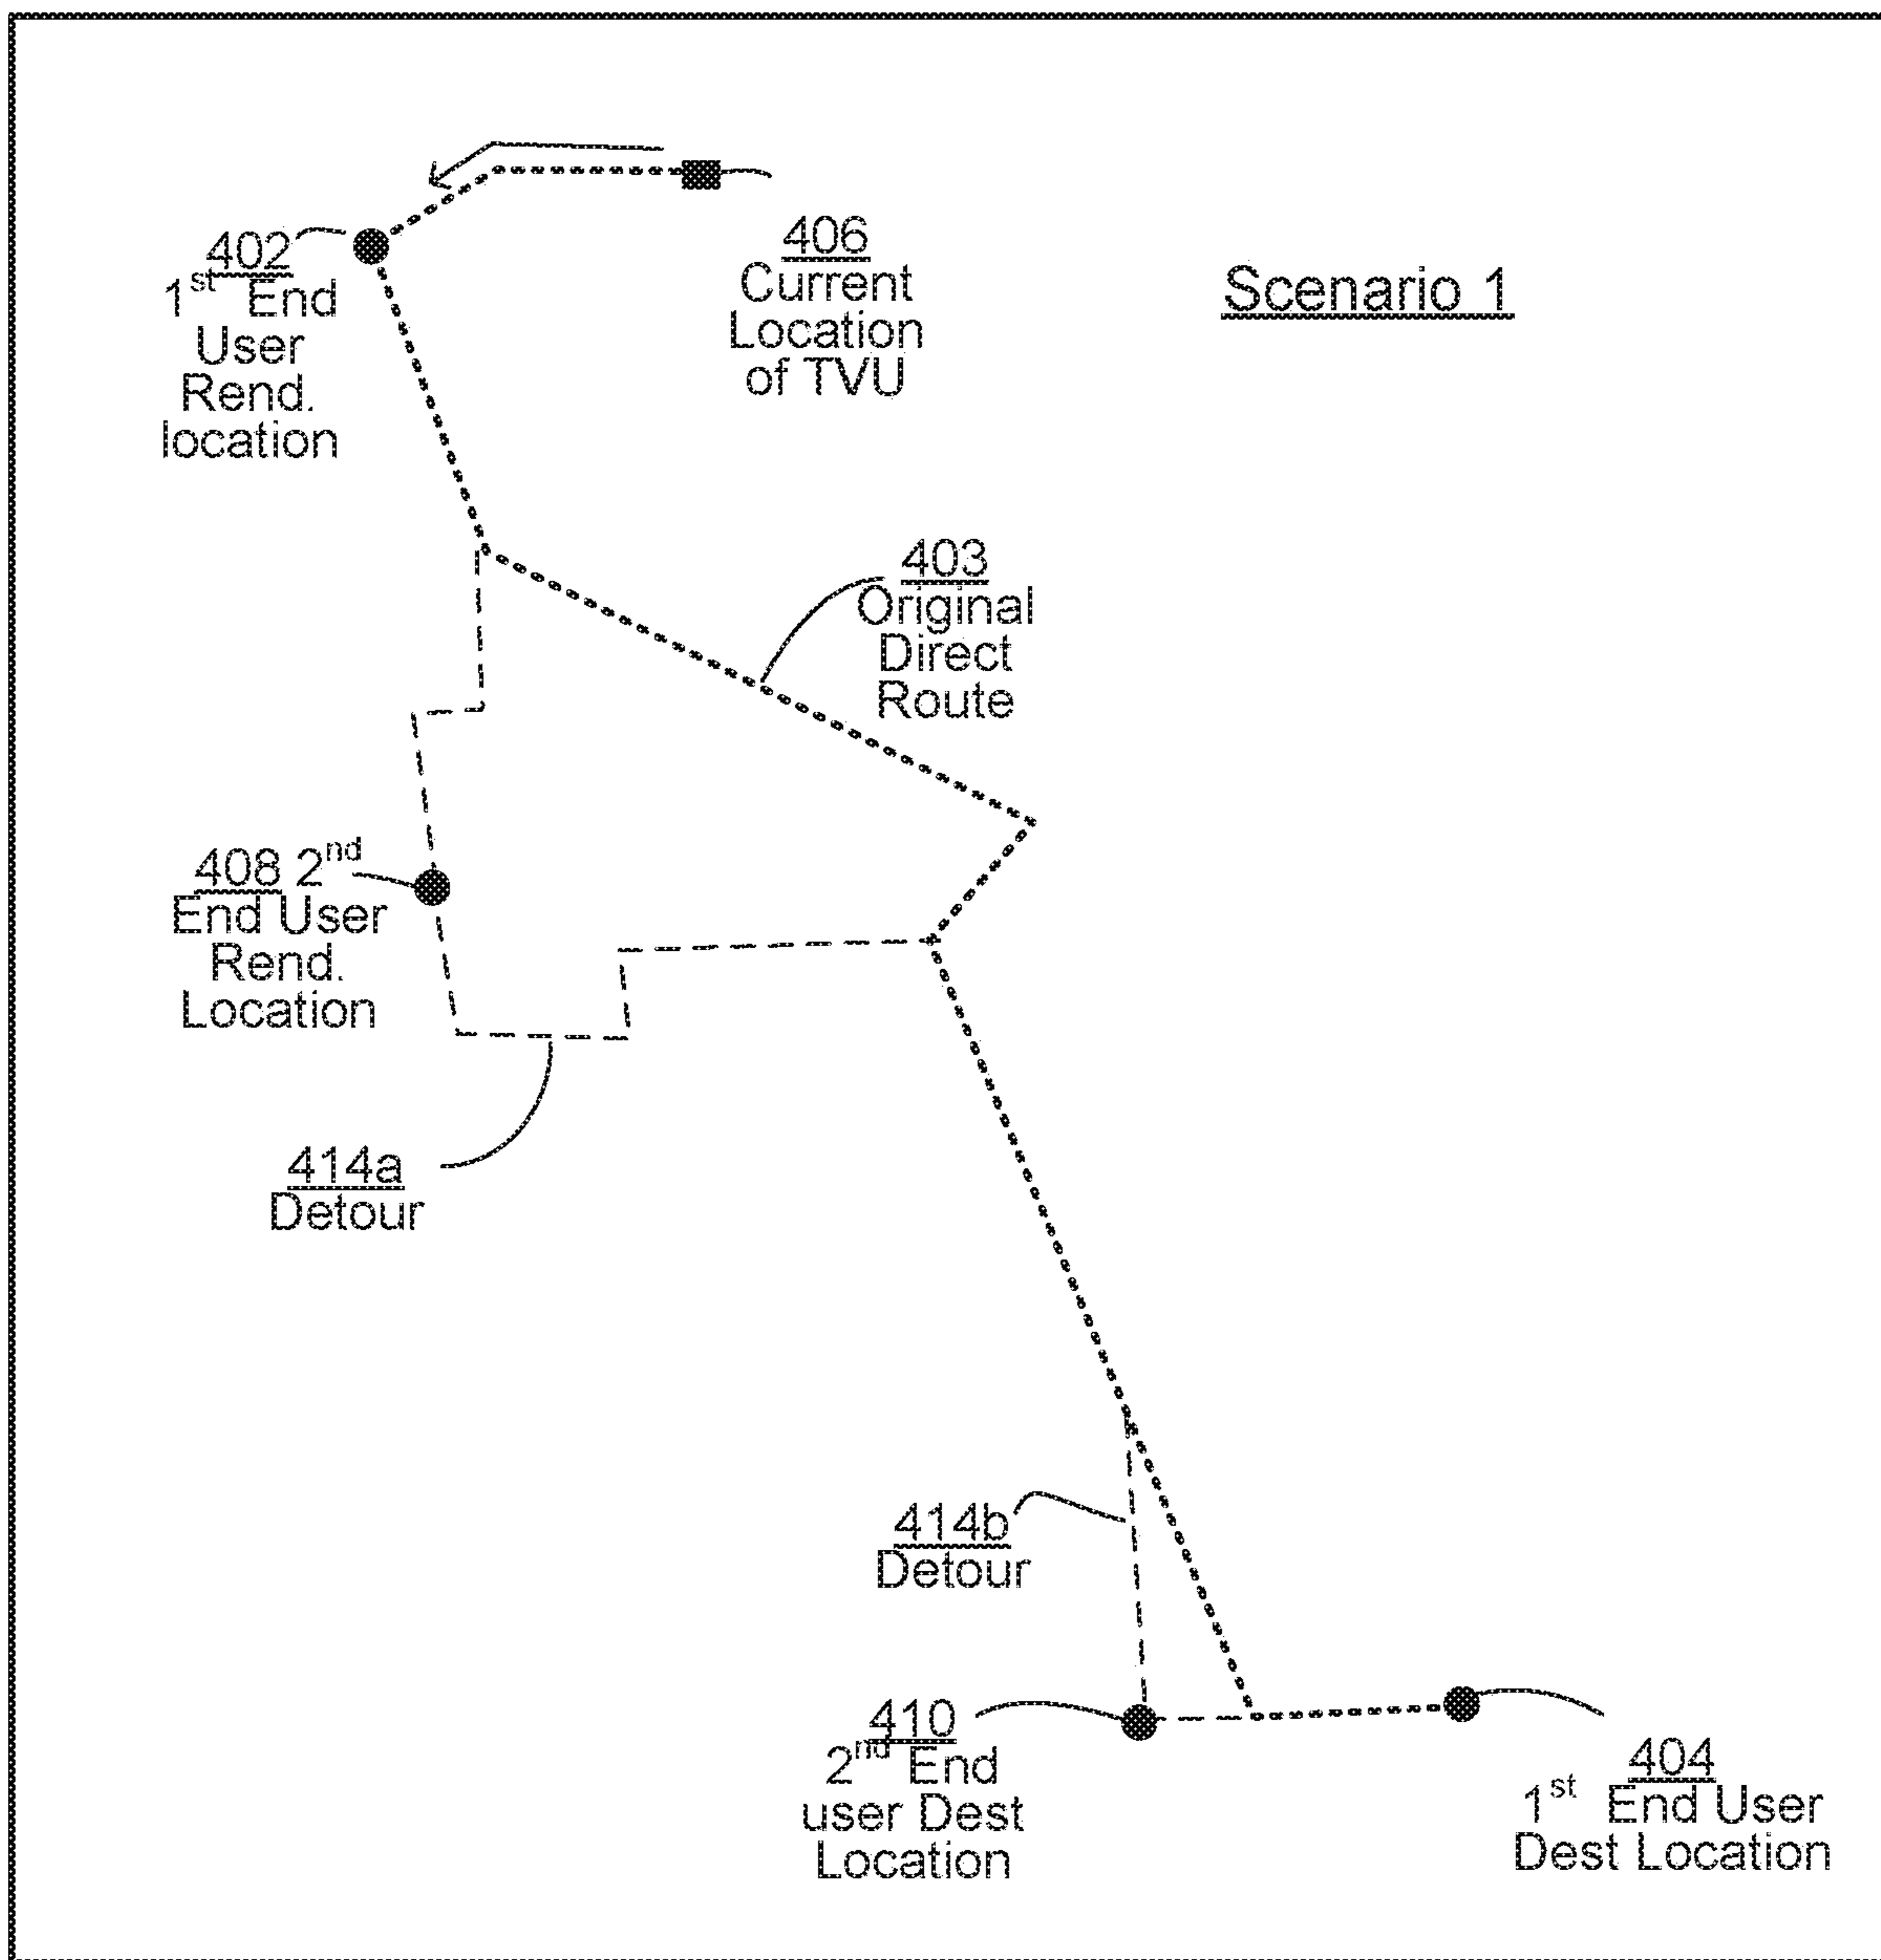 402
1st End
User
Rend.
location
406
Current
Location
of TVU
Scenario 1
403
Original
Direct
Route
408 2nd
End User
Rend.
Location
414a
Detour
414b
Detour
410
2nd End
user Dest
Location
404
1st End User
Dest Location